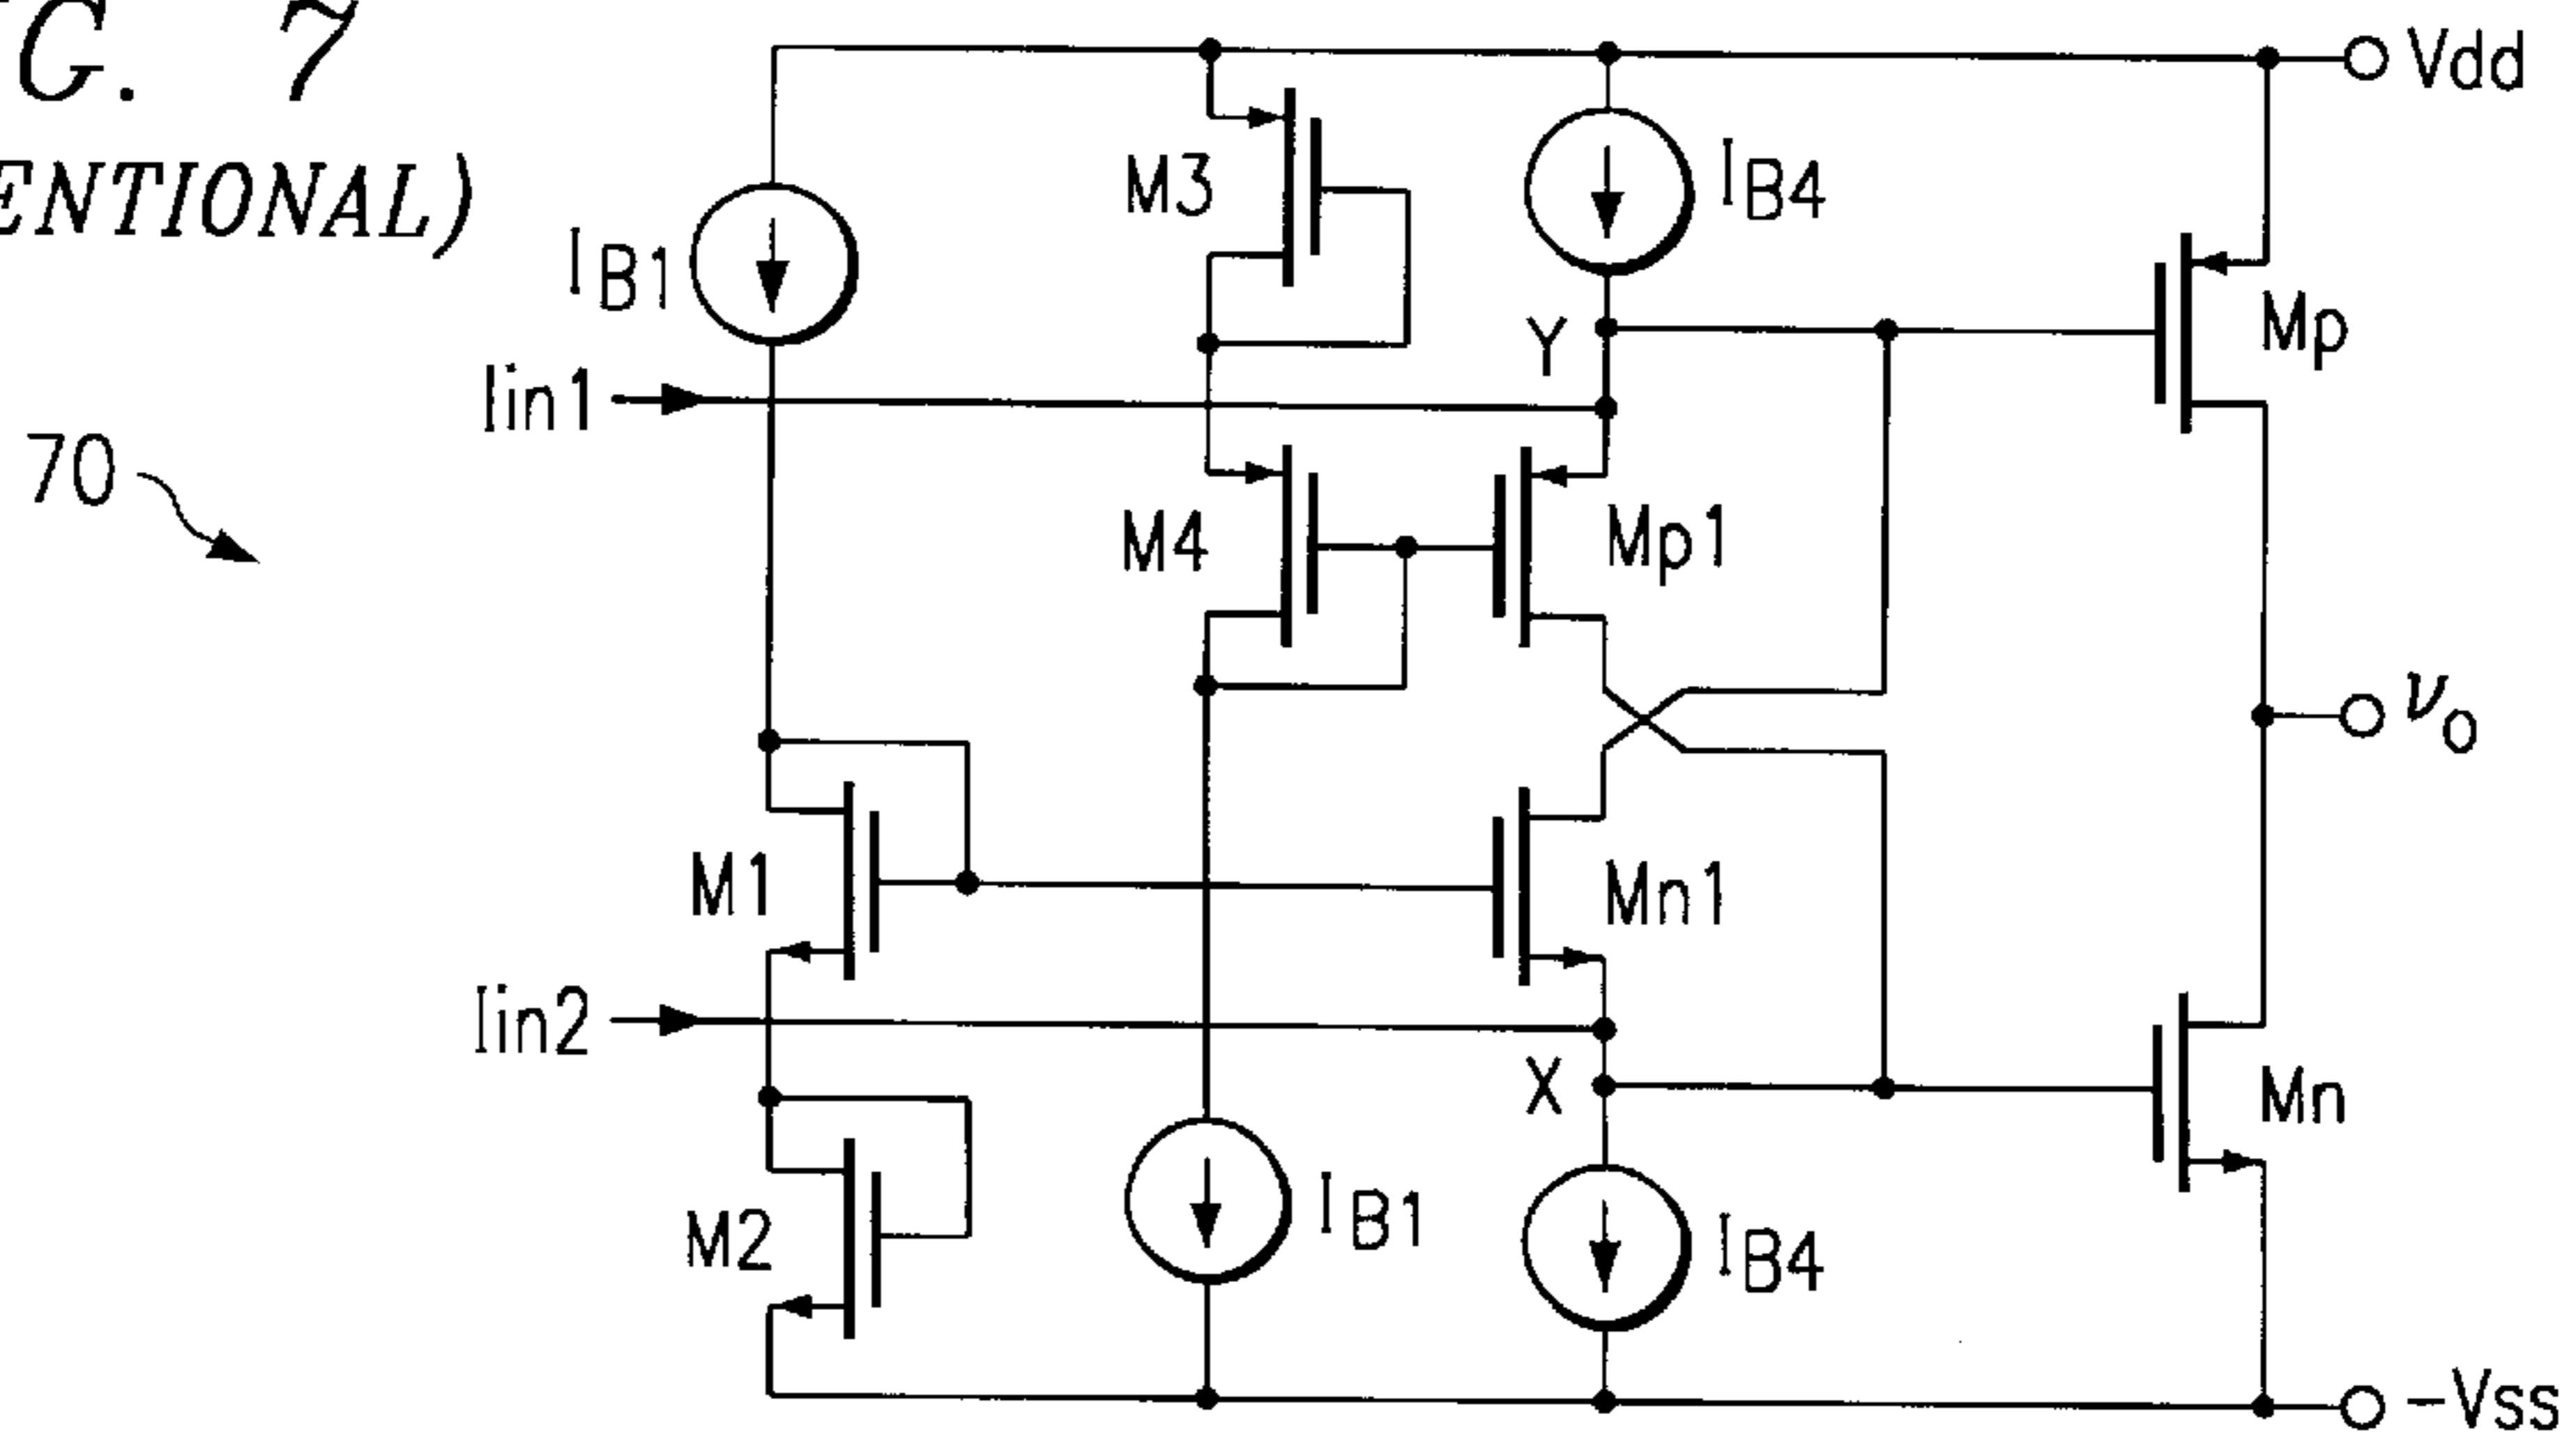 G. 7
ENTIONAL)
Vdd
M3
IB4
IB1
Mp
Y
Iin1
70
M4
Mp1
νo
M1
Mn1
Iin2
X
Mn
M2
IB1
IB4
-Vss